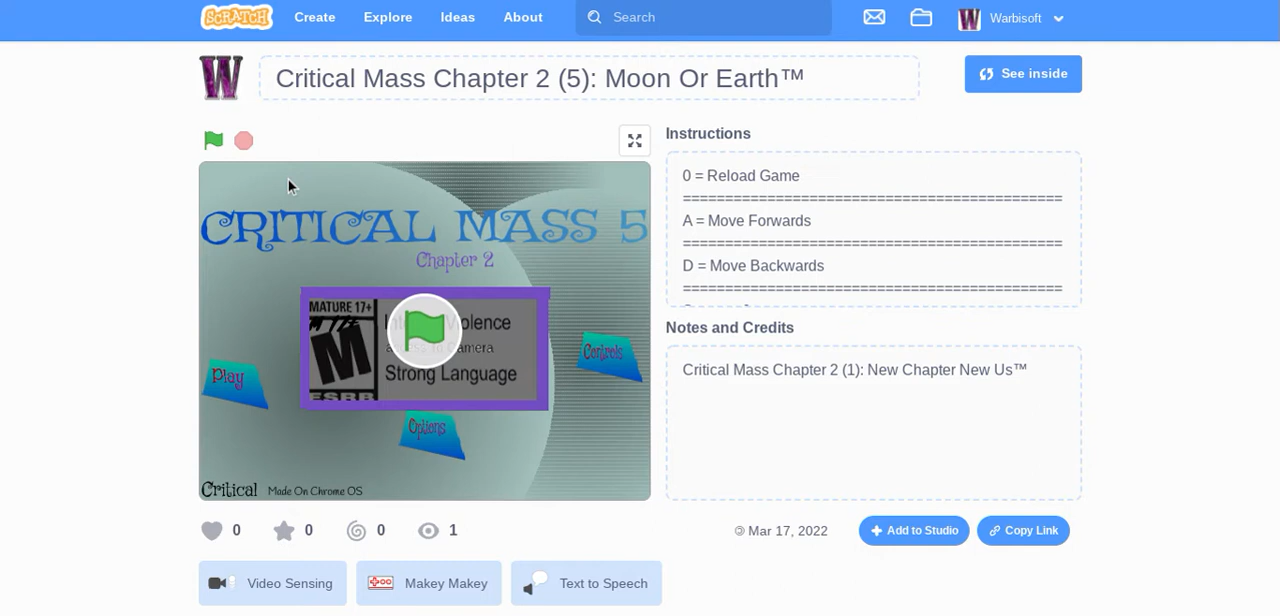 SCRATCH Create Explore Ideas About Search Warbisoft
W Critical Mass Chapter 2 (5): Moon Or Earth™ See inside
Instructions
0 = Reload Game
===========================================
A = Move Forwards
===========================================
D = Move Backwards
===========================================
CRITICAL MASS 5
Chapter 2
MATURE 17+
M
ESRB
Violence
Camera
Strong Language
Play
Controls
Options
Critical Made On Chrome OS
Notes and Credits
Critical Mass Chapter 2 (1): New Chapter New Us™
0 0 0 1
Mar 17, 2022 Add to Studio Copy Link
Video Sensing Makey Makey Text to Speech